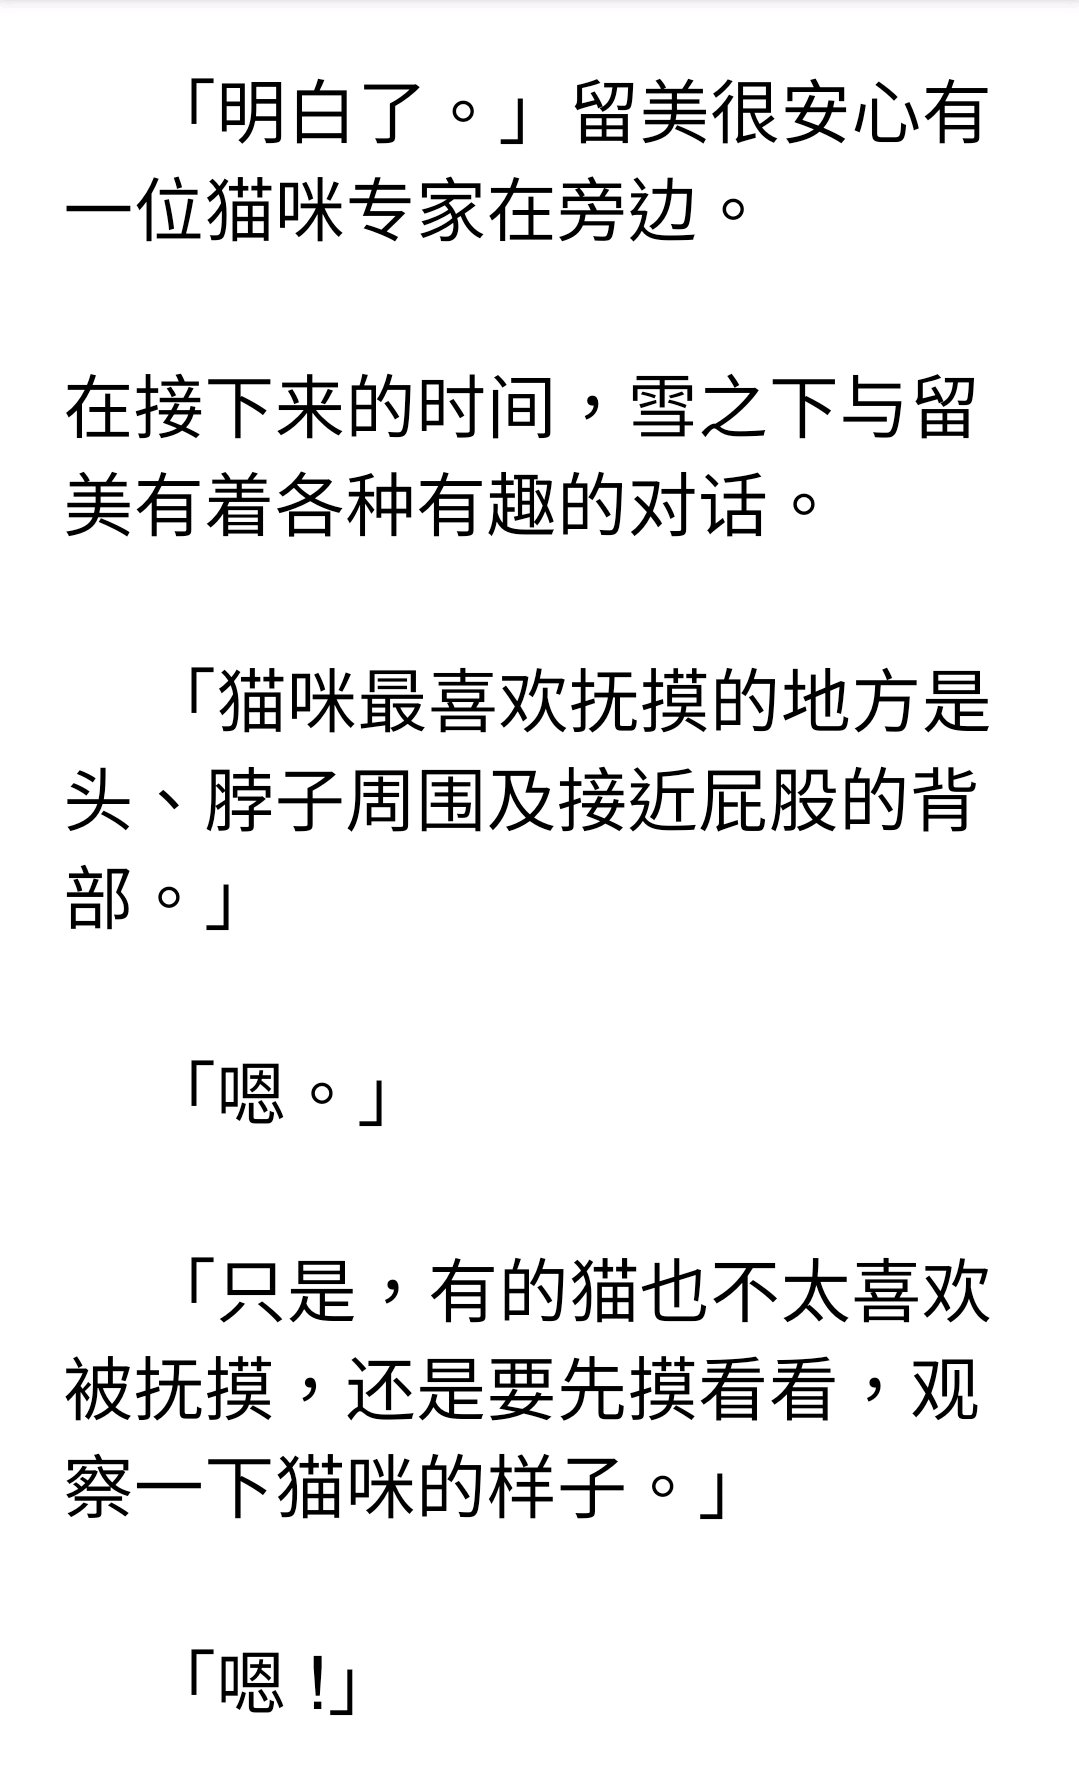 「明白了。」留美很安心有
一位猫咪专家在旁边。
在接下来的时间，雪之下与留
美有着各种有趣的对话。
「猫咪最喜欢抚摸的地方是
头、脖子周围及接近屁股的背
部。」
「嗯。」
「只是，有的猫也不太喜欢
被抚摸，还是要先摸看看，观
察一下猫咪的样子。」
「嗯！」